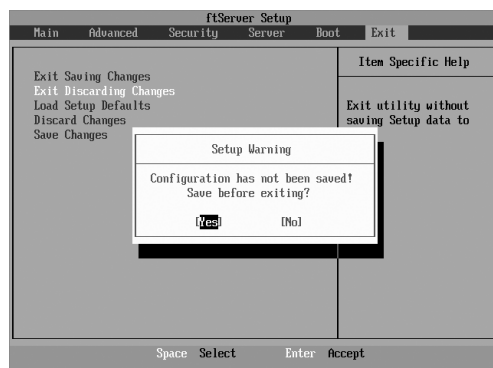 ftServer Setup
Main Advanced Security Server Boot Exit
Item Specific Help
Exit Saving Changes
Exit Discarding Changes
Load Setup Defaults
Discard Changes
Save Changes
Exit utility without
saving Setup data to
Setup Warning
Configuration has not been saved!
Save before exiting?
[Yes] [No]
Space Select Enter Accept